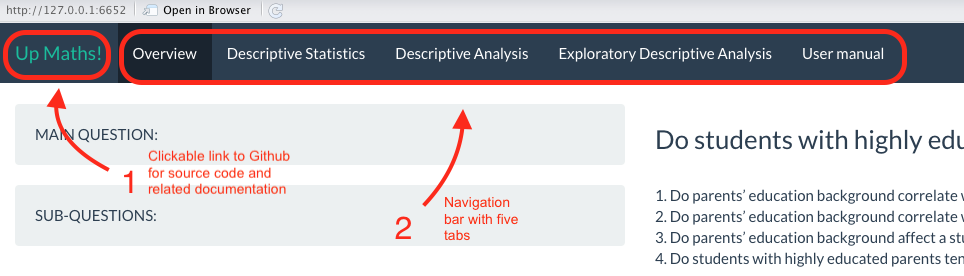 http://127.0.0.1:6652 Open in Browser
Up Maths! Overview Descriptive Statistics Descriptive Analysis Exploratory Descriptive Analysis User manual
MAIN QUESTION:
Do students with highly edu
1 Clickable link to Github
for source code and
related documentation
2 Navigation
bar with five
tabs
SUB-QUESTIONS:
1. Do parents' education background correlate
2. Do parents' education background correlate
3. Do parents' education background affect a
4. Do students with highly educated parents